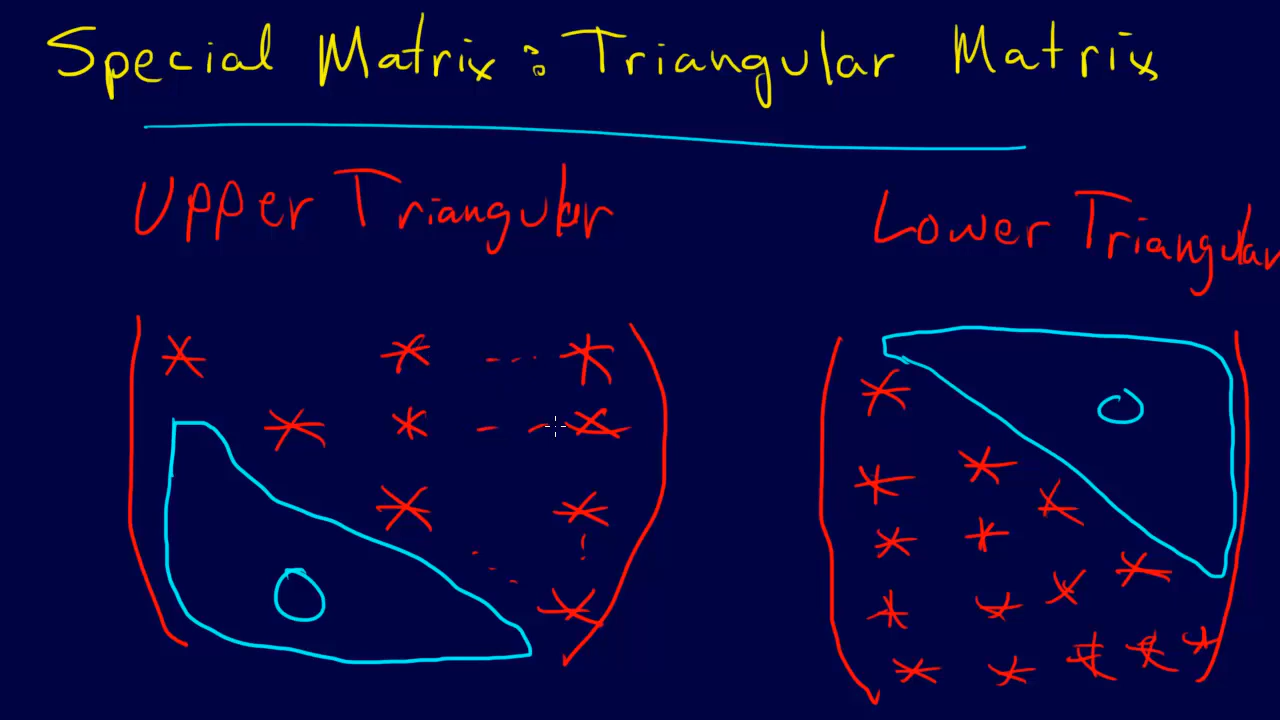 Special Matrix: Triangular Matrix
Upper Triangular
Lower Triangular
* * --- *
* * -- *
* *
⋱ ⋮
*
0
0
*
* *
* * *
* * * *
* * * * *